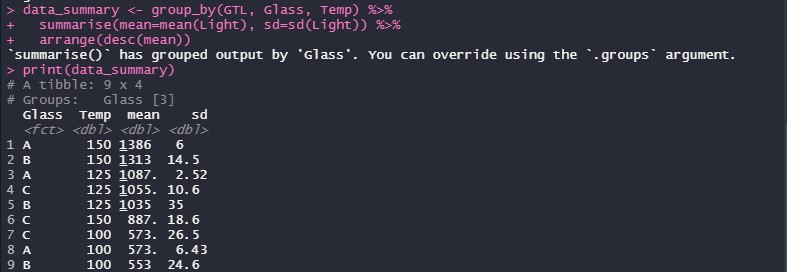 > data_summary <- group_by(GTL, Glass, Temp) %>%
+   summarise(mean=mean(Light), sd=sd(Light)) %>%
+   arrange(desc(mean))
`summarise()` has grouped output by 'Glass'. You can override using the `.groups` argument.
> print(data_summary)
# A tibble: 9 x 4
# Groups:   Glass [3]
  Glass  Temp  mean    sd
  <fct> <dbl> <dbl> <dbl>
1 A       150 1386   6
2 B       150 1313  14.5
3 A       125 1087.  2.52
4 C       125 1055. 10.6
5 B       125 1035  35
6 C       150  887. 18.6
7 C       100  573. 26.5
8 A       100  573.  6.43
9 B       100  553  24.6